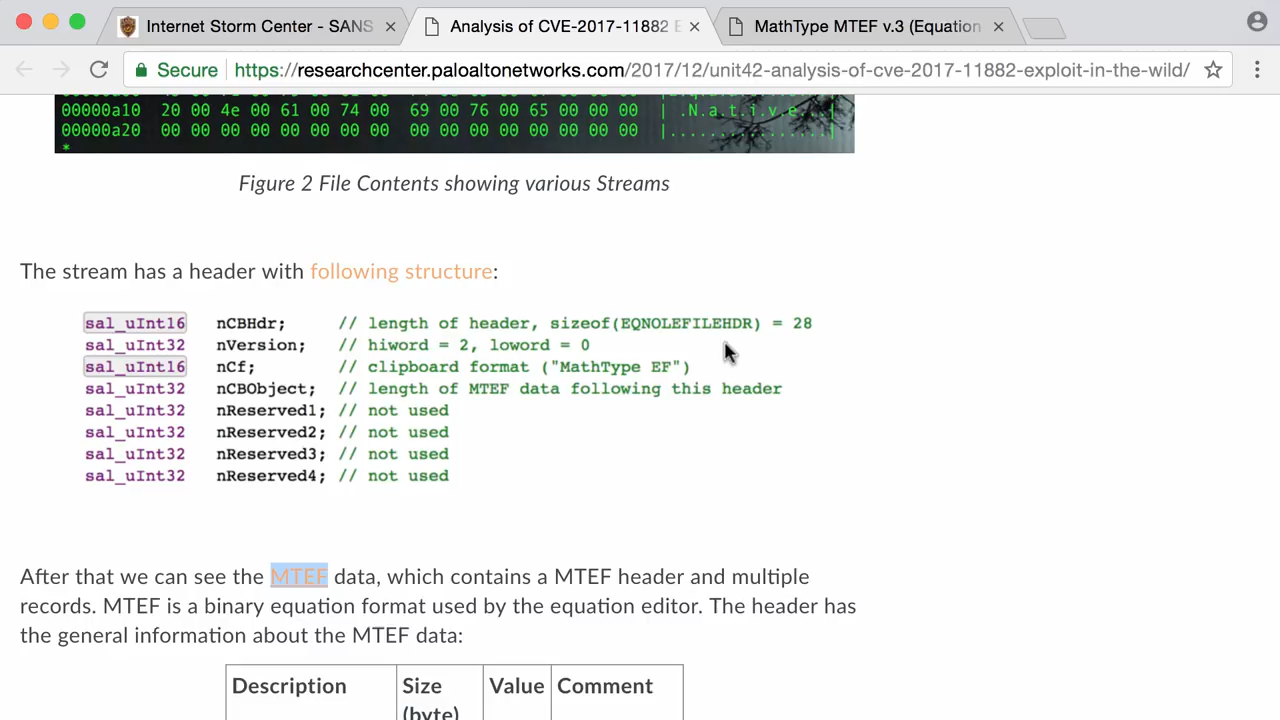 Internet Storm Center - SANS
Analysis of CVE-2017-11882 E
MathType MTEF v.3 (Equation
Secure https://researchcenter.paloaltonetworks.com/2017/12/unit42-analysis-of-cve-2017-11882-exploit-in-the-wild/
00000a10 20 00 4e 00 61 00 74 00 69 00 76 00 65 00 00 00 | .N.a.t.i.v.e...|
00000a20 00 00 00 00 00 00 00 00 00 00 00 00 00 00 00 00 |................|
*
Figure 2 File Contents showing various Streams
The stream has a header with following structure:
sal_uInt16 nCBHdr; // length of header, sizeof(EQNOLEFILEHDR) = 28
sal_uInt32 nVersion; // hiword = 2, loword = 0
sal_uInt16 nCf; // clipboard format ("MathType EF")
sal_uInt32 nCBObject; // length of MTEF data following this header
sal_uInt32 nReserved1; // not used
sal_uInt32 nReserved2; // not used
sal_uInt32 nReserved3; // not used
sal_uInt32 nReserved4; // not used
After that we can see the MTEF data, which contains a MTEF header and multiple
records. MTEF is a binary equation format used by the equation editor. The header has
the general information about the MTEF data:
Description Size Value Comment
(byte)